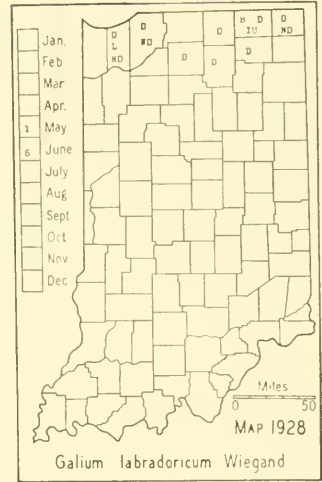 Jan.
Feb
Mar
Apr.
1 May
6 June
July
Aug
Sept
Oct
Nov
Dec
D
L
ND
D
ND
D
D
D
D
IU
D
D
ND
Miles
0 50
MAP 1928
Galium labradoricum Wiegand